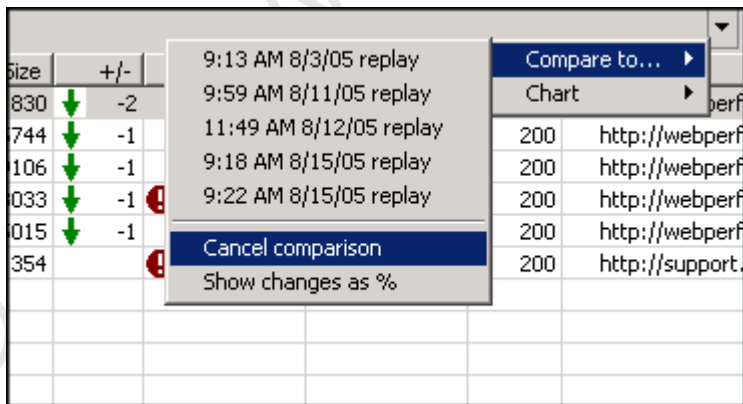 Size +/-
9:13 AM 8/3/05 replay
9:59 AM 8/11/05 replay
11:49 AM 8/12/05 replay
9:18 AM 8/15/05 replay
9:22 AM 8/15/05 replay
Cancel comparison
Show changes as %
Compare to...
Chart
830 -2
5744 -1 200 http://webperf
106 -1 200 http://webperf
033 -1 200 http://webperf
015 -1 200 http://webperf
354 200 http://support.